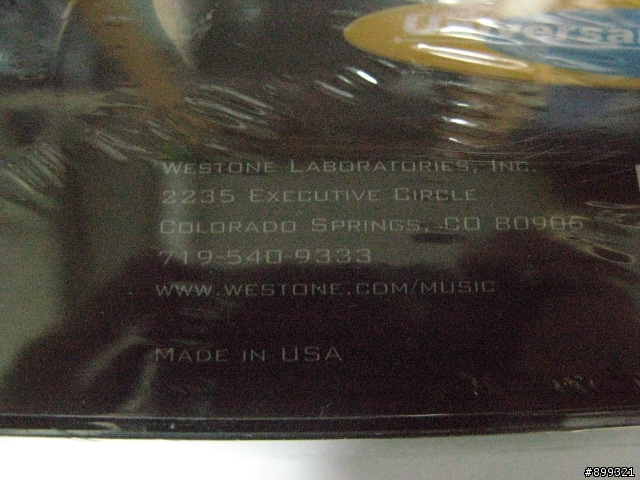 Universal
WESTONE LABORATORIES, INC.
2235 EXECUTIVE CIRCLE
COLORADO SPRINGS, CO 80906
719-540-9333
WWW.WESTONE.COM/MUSIC
MADE IN USA
#899321